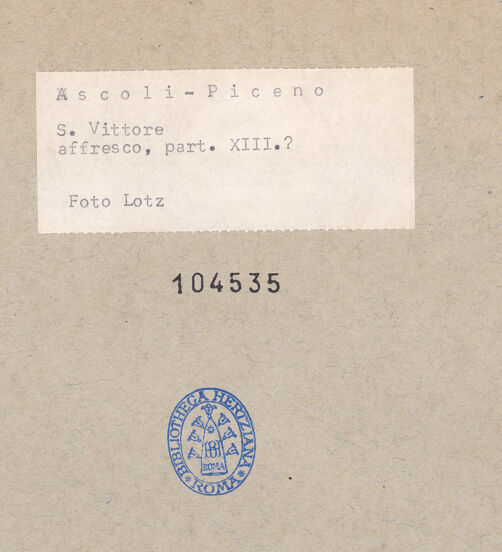 Ascoli-Piceno
S. Vittore
affresco, part. XIII.?
Foto Lotz
104535
BIBLIOTHECA HERTZIANA
ROMA
ROMA